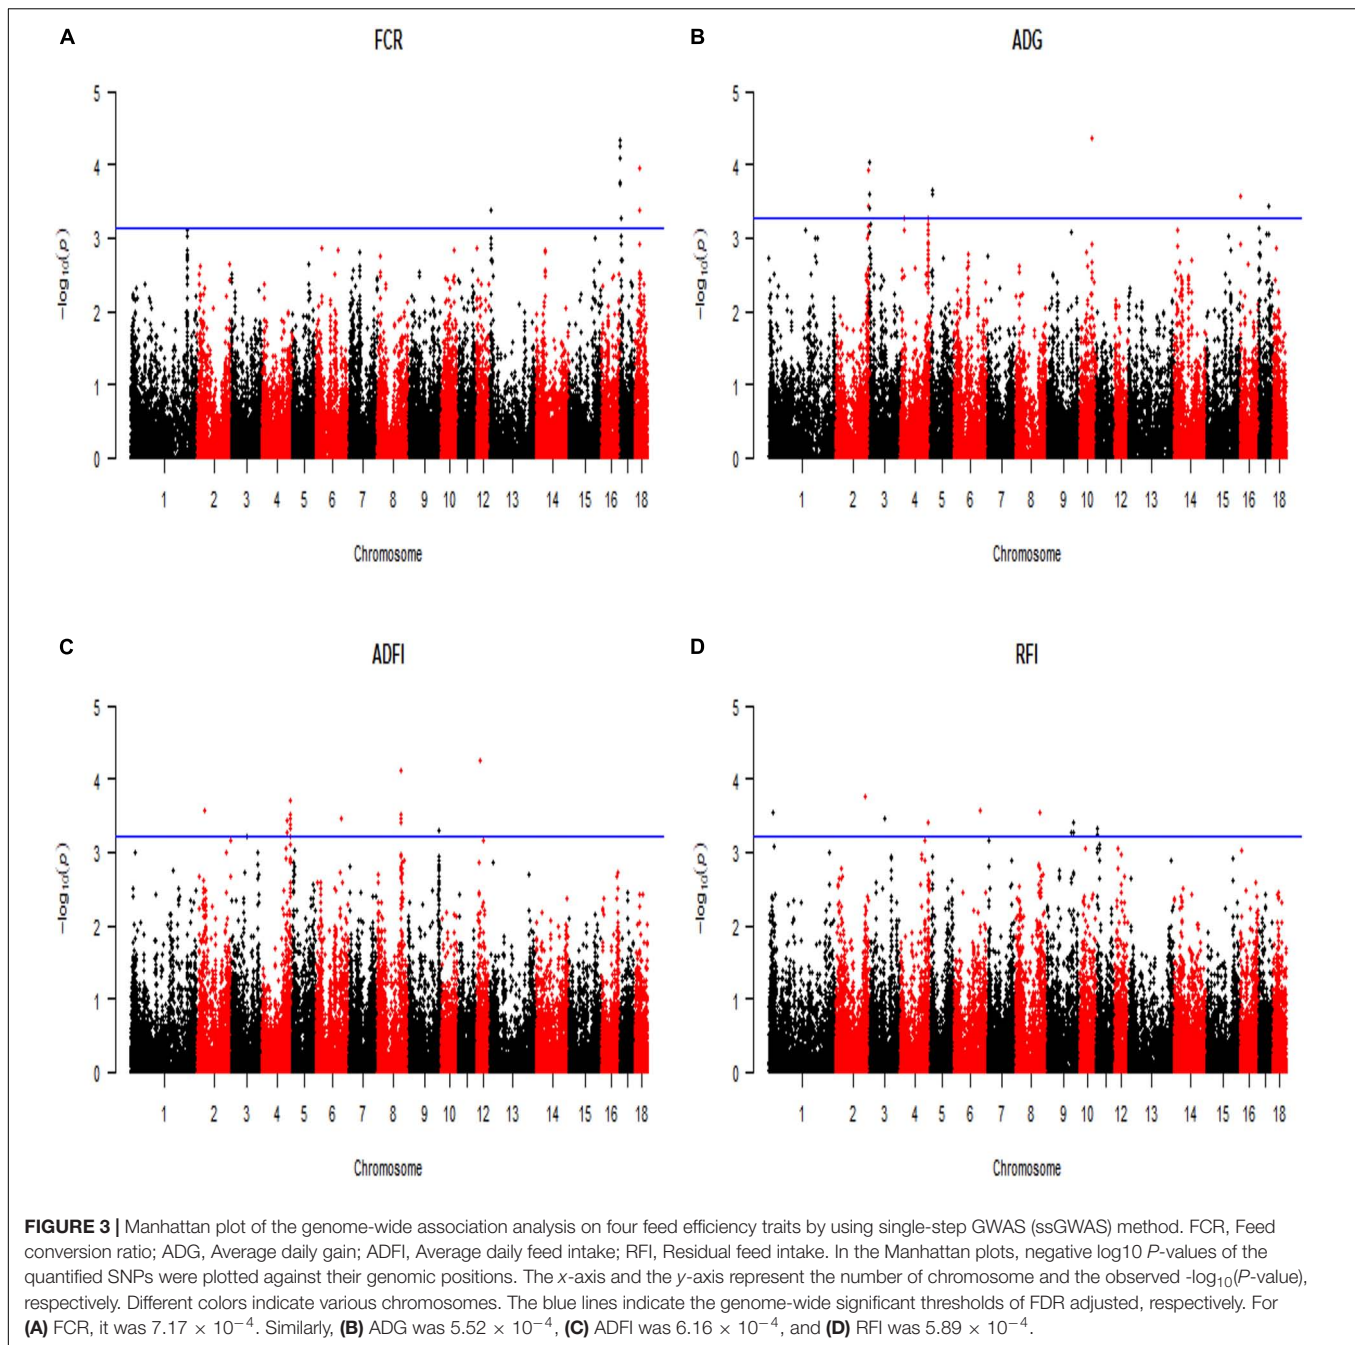 A
FCR
5
4
3
2
1
0
-log10(P)
1 2 3 4 5 6 7 8 9 10 12 13 14 15 16 18
Chromosome
B
ADG
5
4
3
2
1
0
-log10(P)
1 2 3 4 5 6 7 8 9 10 12 13 14 15 16 18
Chromosome
C
ADFI
5
4
3
2
1
0
-log10(P)
1 2 3 4 5 6 7 8 9 10 12 13 14 15 16 18
Chromosome
D
RFI
5
4
3
2
1
0
-log10(P)
1 2 3 4 5 6 7 8 9 10 12 13 14 15 16 18
Chromosome
FIGURE 3 | Manhattan plot of the genome-wide association analysis on four feed efficiency traits by using single-step GWAS (ssGWAS) method. FCR, Feed
conversion ratio; ADG, Average daily gain; ADFI, Average daily feed intake; RFI, Residual feed intake. In the Manhattan plots, negative log10 P-values of the
quantified SNPs were plotted against their genomic positions. The x-axis and the y-axis represent the number of chromosome and the observed -log10(P-value),
respectively. Different colors indicate various chromosomes. The blue lines indicate the genome-wide significant thresholds of FDR adjusted, respectively. For
(A) FCR, it was 7.17 × 10−4. Similarly, (B) ADG was 5.52 × 10−4, (C) ADFI was 6.16 × 10−4, and (D) RFI was 5.89 × 10−4.